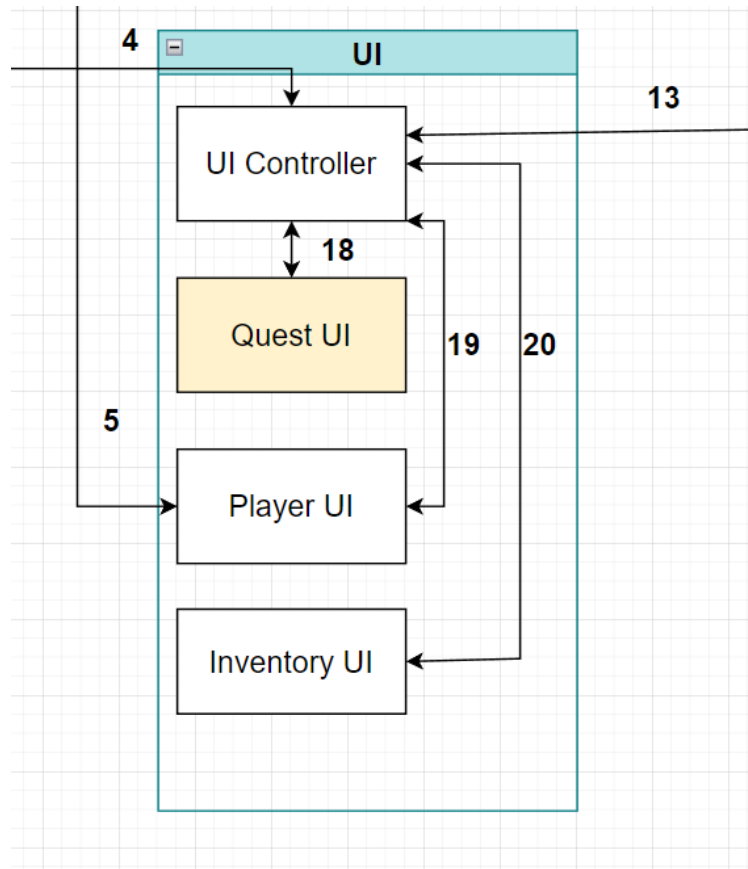 4
UI
13
UI Controller
18
Quest UI
19
20
5
Player UI
Inventory UI